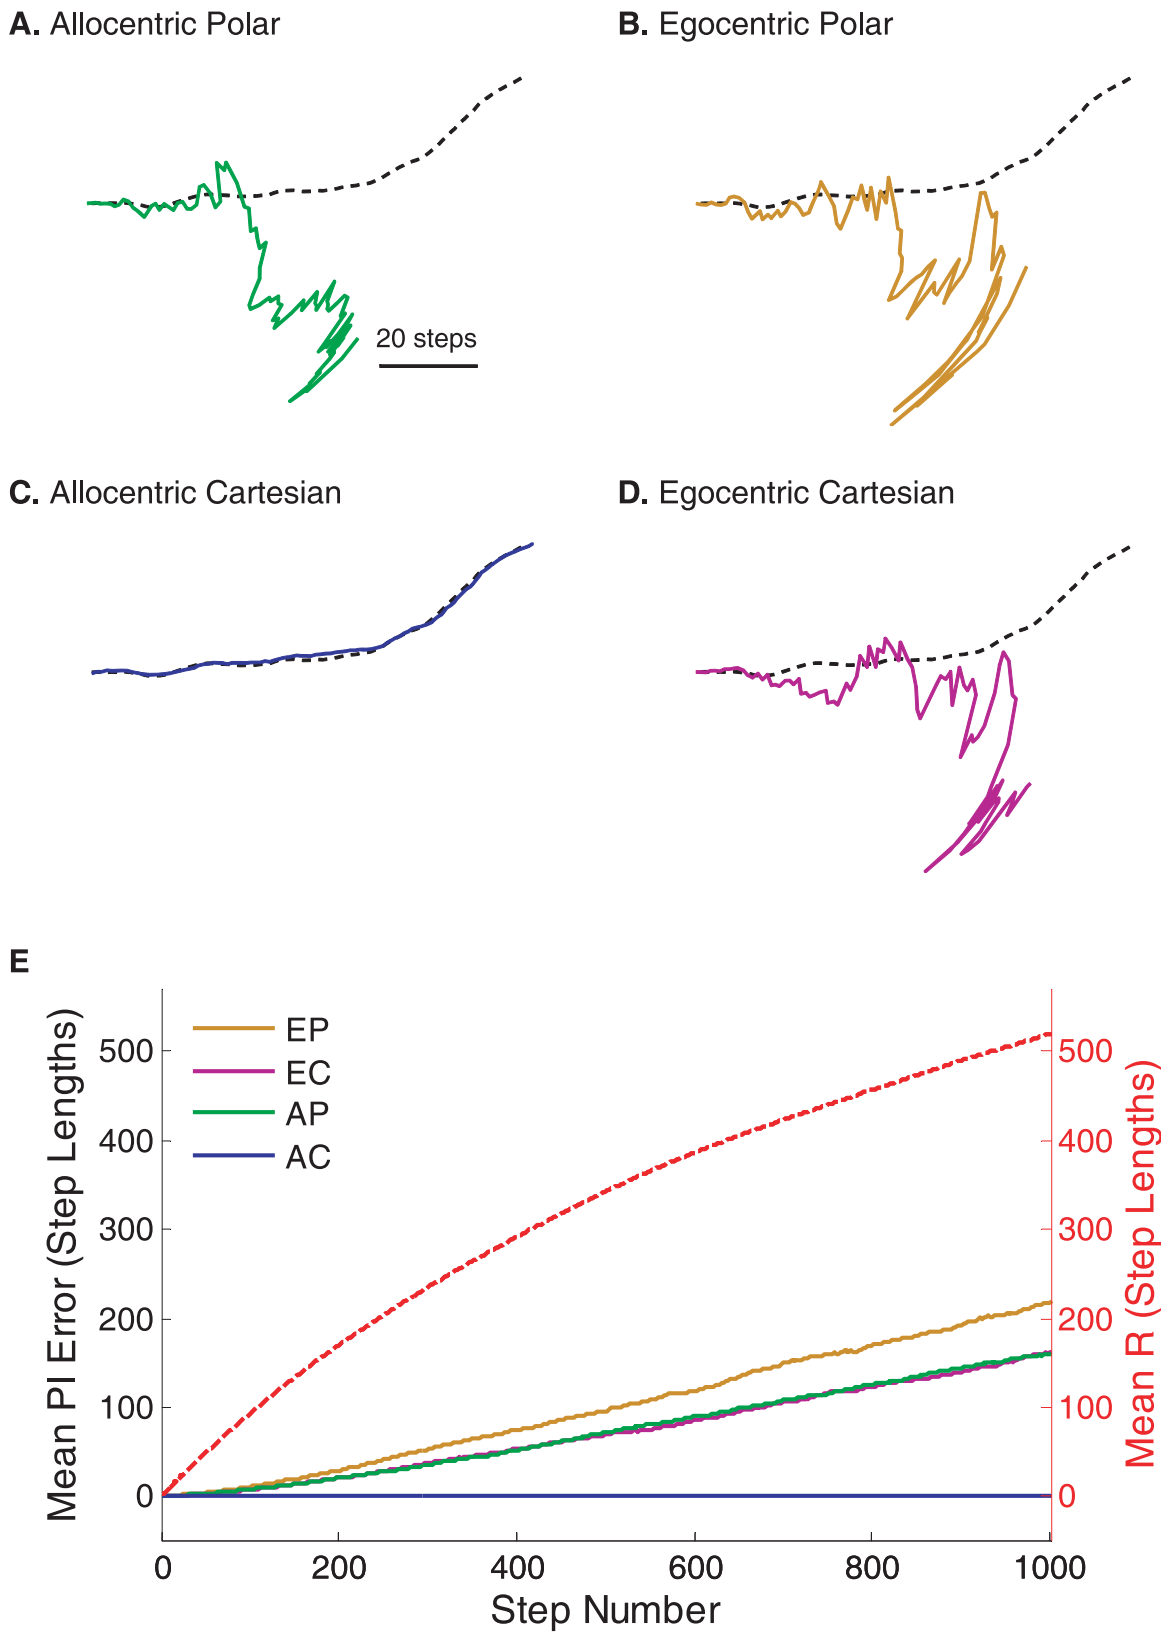 A. Allocentric Polar
B. Egocentric Polar
20 steps
C. Allocentric Cartesian
D. Egocentric Cartesian
E
EP
EC
AP
AC
Mean PI Error (Step Lengths)
500
400
300
200
100
0
500
400
300
200
100
0
Mean R (Step Lengths)
0 200 400 600 800 1000
Step Number